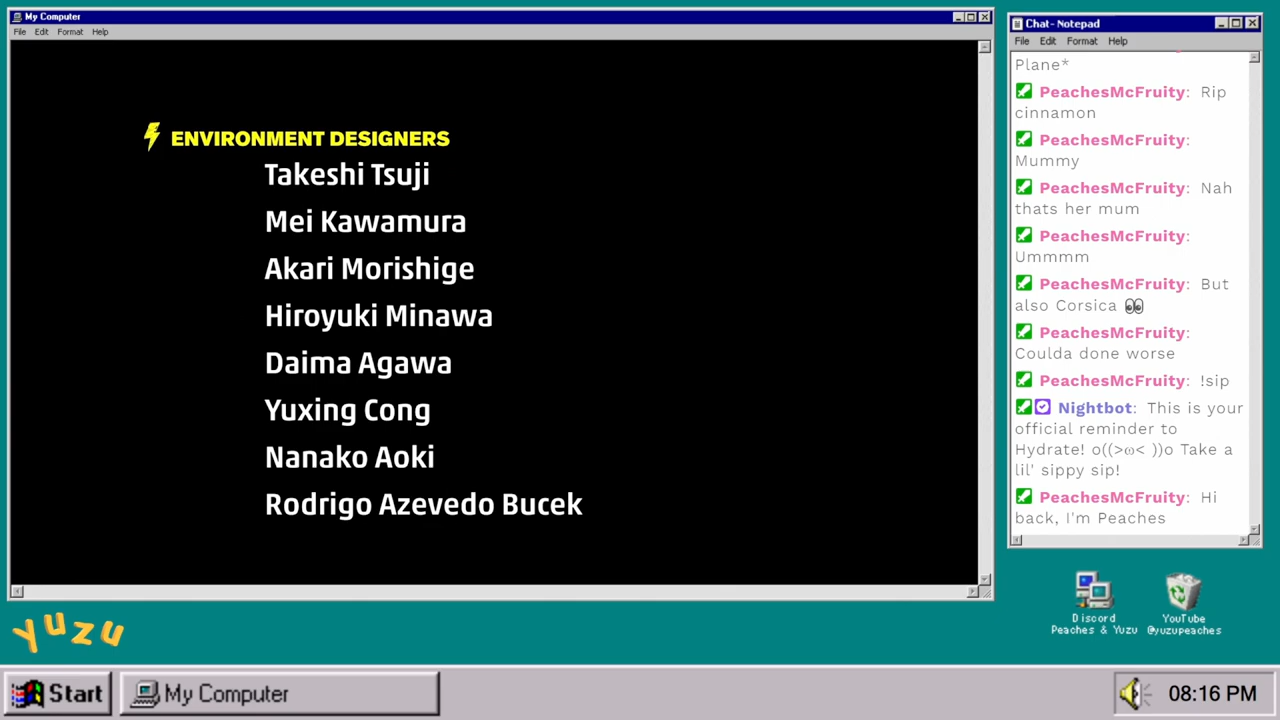 My Computer
File Edit Format Help
ENVIRONMENT DESIGNERS
Takeshi Tsuji
Mei Kawamura
Akari Morishige
Hiroyuki Minawa
Daima Agawa
Yuxing Cong
Nanako Aoki
Rodrigo Azevedo Bucek
Chat- Notepad
File Edit Format Help
Plane*
PeachesMcFruity: Rip
cinnamon
PeachesMcFruity:
Mummy
PeachesMcFruity: Nah
thats her mum
PeachesMcFruity:
Ummmm
PeachesMcFruity: But
also Corsica 👀
PeachesMcFruity:
Coulda done worse
PeachesMcFruity: !sip
Nightbot: This is your
official reminder to
Hydrate! o((>ω< ))o Take a
lil' sippy sip!
PeachesMcFruity: Hi
back, I'm Peaches
Discord
Peaches & Yuzu
YouTube
@yuzupeaches
yuzu
Start
My Computer
08:16 PM